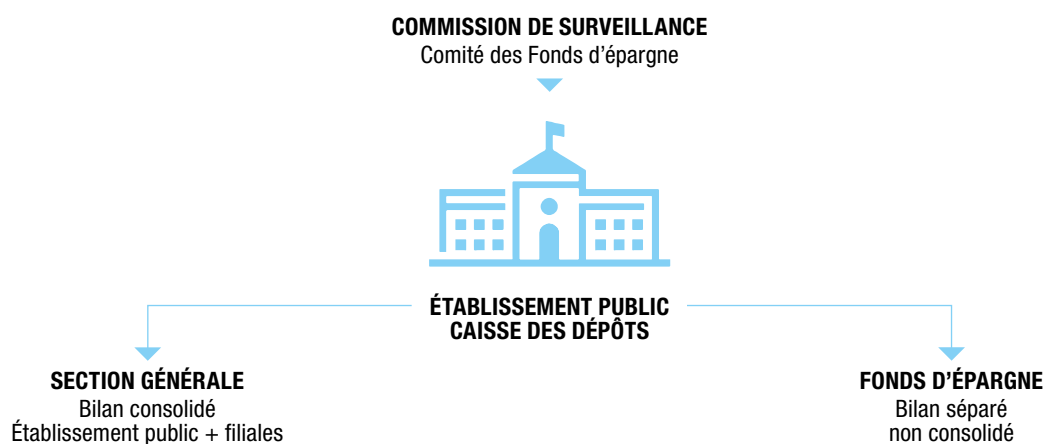 COMMISSION DE SURVEILLANCE
Comité des Fonds d'épargne
ÉTABLISSEMENT PUBLIC
CAISSE DES DÉPÔTS
SECTION GÉNÉRALE
Bilan consolidé
Établissement public + filiales
FONDS D'ÉPARGNE
Bilan séparé
non consolidé